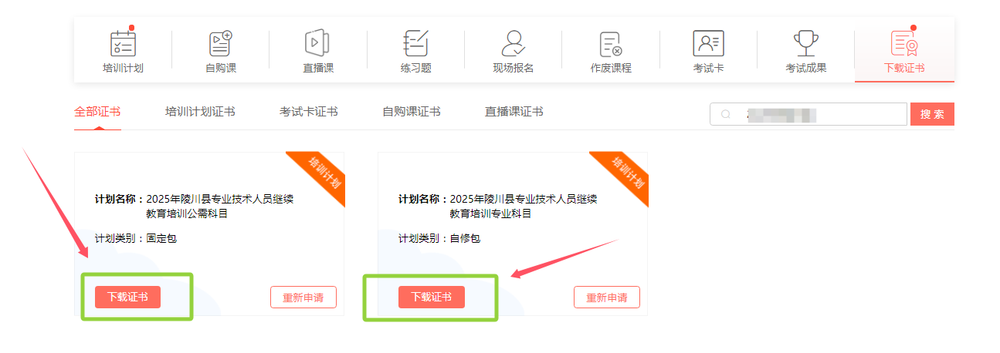 培训计划
自购课
直播课
练习题
现场报名
作废课程
考试卡
考试成果
下载证书
全部证书
培训计划证书
考试卡证书
自购课证书
直播课证书
搜 索
培训计划
计划名称：2025年陵川县专业技术人员继续
教育培训公需科目
计划类别：固定包
下载证书
重新申请
培训计划
计划名称：2025年陵川县专业技术人员继续
教育培训专业科目
计划类别：自修包
下载证书
重新申请